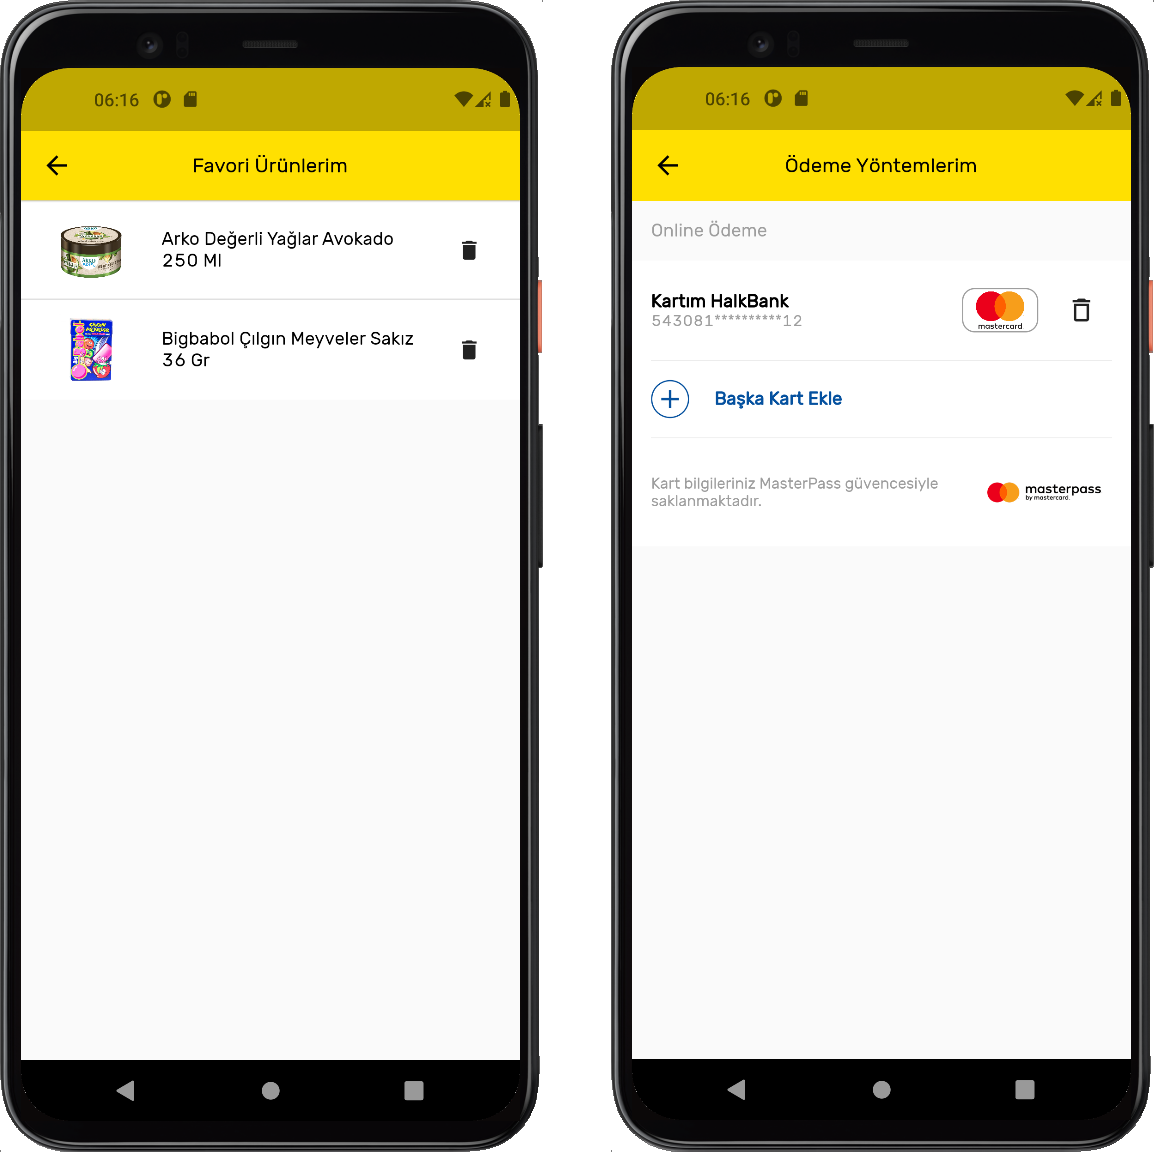 06:16
Favori Ürünlerim
Arko Değerli Yağlar Avokado
250 Ml
Bigbabol Çılgın Meyveler Sakız
36 Gr
06:16
Ödeme Yöntemlerim
Online Ödeme
Kartım HalkBank
543081**********12
mastercard
Başka Kart Ekle
Kart bilgileriniz MasterPass güvencesiyle
saklanmaktadır.
masterpass
by mastercard.